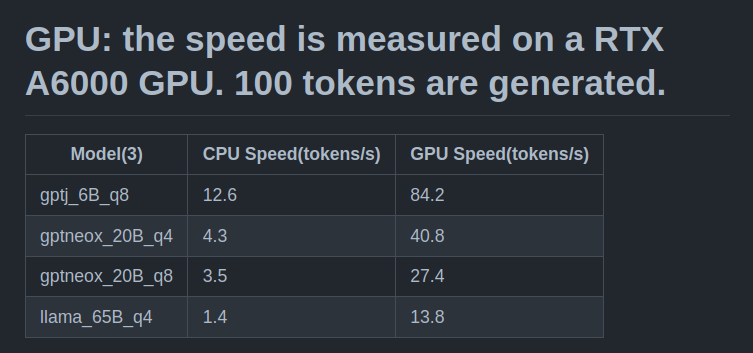 GPU: the speed is measured on a RTX
A6000 GPU. 100 tokens are generated.
Model(3) CPU Speed(tokens/s) GPU Speed(tokens/s)
gptj_6B_q8 12.6 84.2
gptneox_20B_q4 4.3 40.8
gptneox_20B_q8 3.5 27.4
llama_65B_q4 1.4 13.8